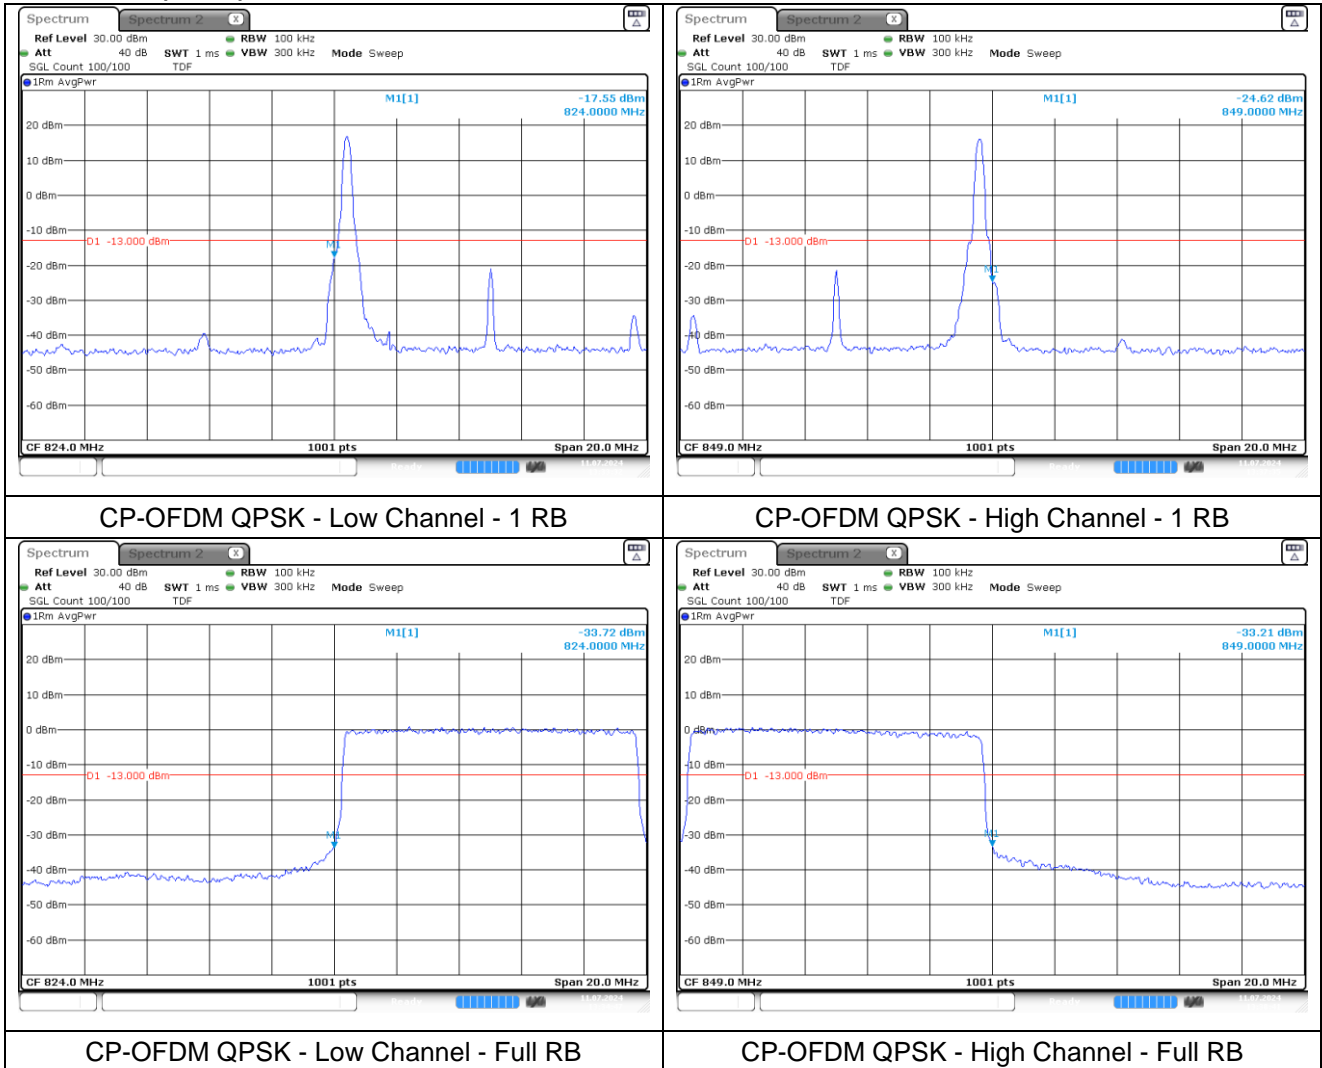 Spectrum Spectrum 2 X
Ref Level 30.00 dBm RBW 100 kHz
Att 40 dB SWT 1 ms VBW 300 kHz Mode Sweep
SGL Count 100/100 TDF
1Rm AvgPwr
M1[1] -17.55 dBm
824.0000 MHz
20 dBm
10 dBm
0 dBm
-10 dBm
D1 -13.000 dBm
M1
-20 dBm
-30 dBm
-40 dBm
-50 dBm
-60 dBm
CF 824.0 MHz 1001 pts Span 20.0 MHz
Ready 11.07.2024
CP-OFDM QPSK - Low Channel - 1 RB
Spectrum Spectrum 2 X
Ref Level 30.00 dBm RBW 100 kHz
Att 40 dB SWT 1 ms VBW 300 kHz Mode Sweep
SGL Count 100/100 TDF
1Rm AvgPwr
M1[1] -24.62 dBm
849.0000 MHz
20 dBm
10 dBm
0 dBm
-10 dBm
D1 -13.000 dBm
M1
-20 dBm
-30 dBm
-40 dBm
-50 dBm
-60 dBm
CF 849.0 MHz 1001 pts Span 20.0 MHz
Ready 11.07.2024
CP-OFDM QPSK - High Channel - 1 RB
Spectrum Spectrum 2 X
Ref Level 30.00 dBm RBW 100 kHz
Att 40 dB SWT 1 ms VBW 300 kHz Mode Sweep
SGL Count 100/100 TDF
1Rm AvgPwr
M1[1] -33.72 dBm
824.0000 MHz
20 dBm
10 dBm
0 dBm
-10 dBm
D1 -13.000 dBm
-20 dBm
-30 dBm
M1
-40 dBm
-50 dBm
-60 dBm
CF 824.0 MHz 1001 pts Span 20.0 MHz
Ready 11.07.2024
CP-OFDM QPSK - Low Channel - Full RB
Spectrum Spectrum 2 X
Ref Level 30.00 dBm RBW 100 kHz
Att 40 dB SWT 1 ms VBW 300 kHz Mode Sweep
SGL Count 100/100 TDF
1Rm AvgPwr
M1[1] -33.21 dBm
849.0000 MHz
20 dBm
10 dBm
0 dBm
-10 dBm
D1 -13.000 dBm
-20 dBm
-30 dBm
M1
-40 dBm
-50 dBm
-60 dBm
CF 849.0 MHz 1001 pts Span 20.0 MHz
Ready 11.07.2024
CP-OFDM QPSK - High Channel - Full RB